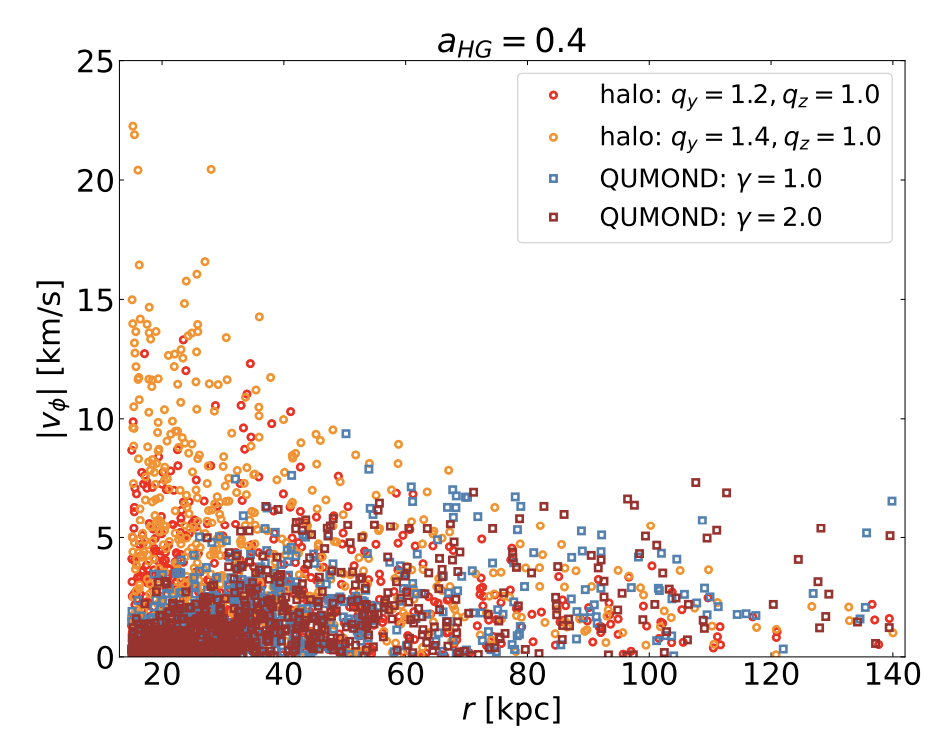 a_HG = 0.4
25
20
15
10
5
0
|v_ϕ| [km/s]
halo: q_y = 1.2, q_z = 1.0
halo: q_y = 1.4, q_z = 1.0
QUMOND: γ = 1.0
QUMOND: γ = 2.0
20 40 60 80 100 120 140
r [kpc]